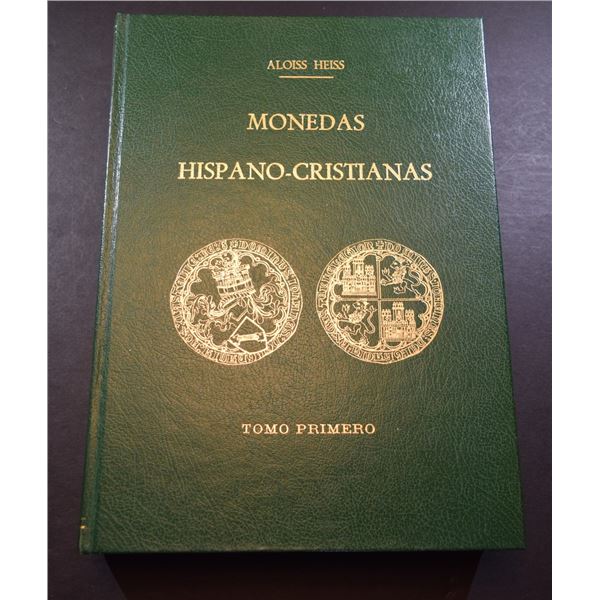 ALOISS HEISS
MONEDAS
HISPANO-CRISTIANAS
TOMO PRIMERO